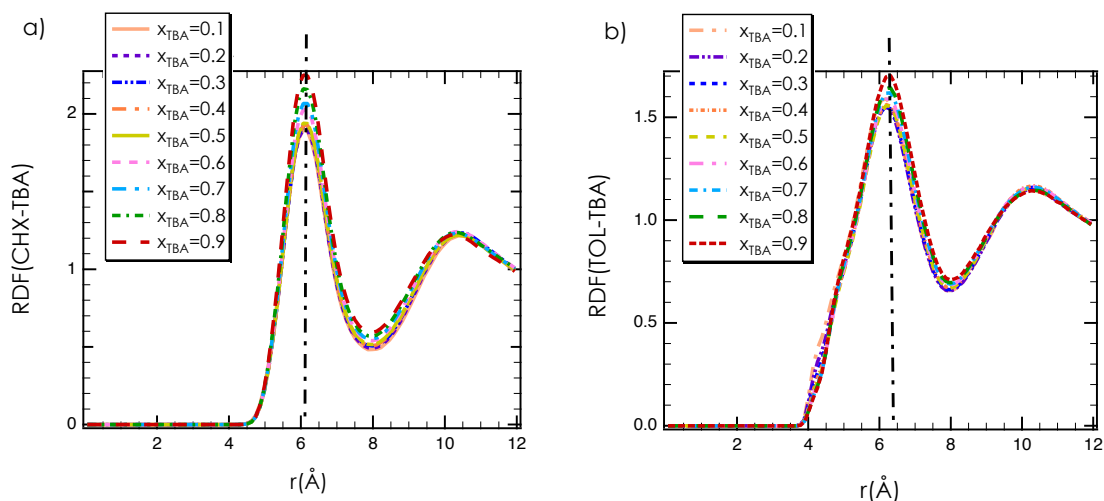 a)
x_TBA=0.1
x_TBA=0.2
x_TBA=0.3
x_TBA=0.4
x_TBA=0.5
x_TBA=0.6
x_TBA=0.7
x_TBA=0.8
x_TBA=0.9
RDF(CHX-TBA)
2
1
0
2
4
6
8
10
12
r(Å)
b)
x_TBA=0.1
x_TBA=0.2
x_TBA=0.3
x_TBA=0.4
x_TBA=0.5
x_TBA=0.6
x_TBA=0.7
x_TBA=0.8
x_TBA=0.9
RDF(TOL-TBA)
1.5
1.0
0.5
0.0
2
4
6
8
10
12
r(Å)